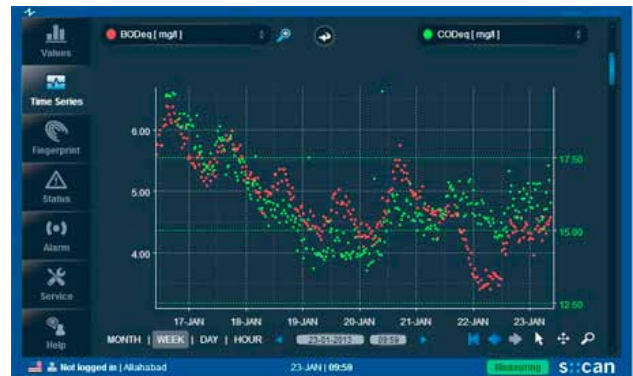 BODeq [ mg/l ]
CODeq [ mg/l ]
Values
Time Series
Fingerprint
Status
Alarm
Service
Help
6.00
5.00
4.00
17.50
15.00
12.50
17-JAN 18-JAN 19-JAN 20-JAN 21-JAN 22-JAN 23-JAN
MONTH | WEEK | DAY | HOUR 23-01-2013 09:59
Not logged in | Allahabad 23-JAN | 09:59 Measuring s::can